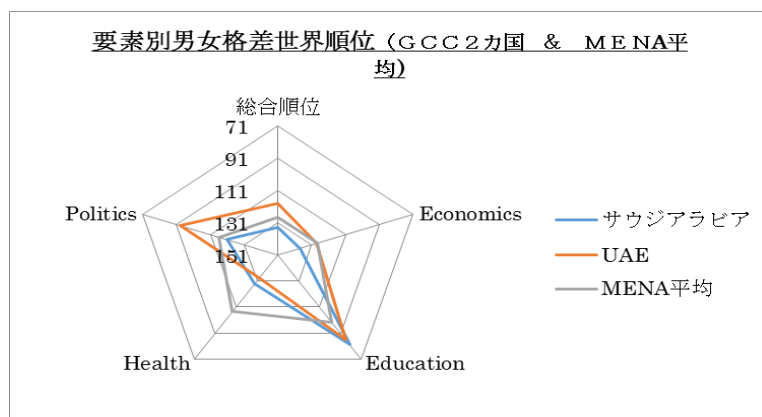 要素別男女格差世界順位（ＧＣＣ２カ国　＆　ＭＥＮＡ平
均）
総合順位
71
91
111
131
151
Politics
Economics
Health
Education
サウジアラビア
UAE
MENA平均